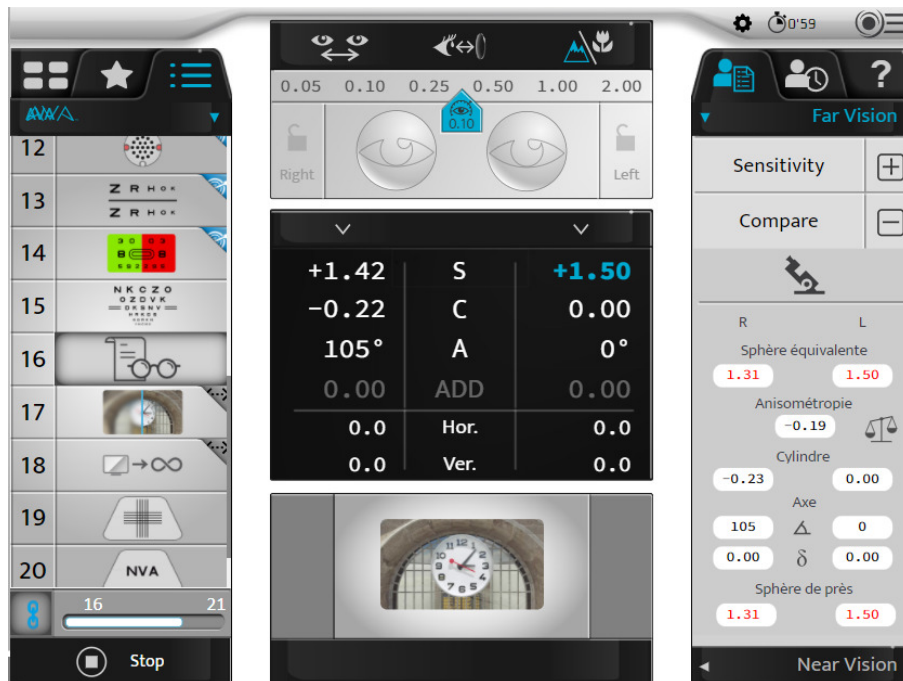 0'59
?
AWA
12
13
Z R H O K
Z R H O K
14
15
N K C Z O
O Z D V K
D K S N V
16
17
18
→∞
19
20
NVA
16 21
Stop
0.05 0.10 0.25 0.50 1.00 2.00
0.10
Right
Left
+1.42 S +1.50
−0.22 C 0.00
105° A 0°
0.00 ADD 0.00
0.0 Hor. 0.0
0.0 Ver. 0.0
Far Vision
Sensitivity
Compare
R L
Sphère équivalente
1.31 1.50
Anisométropie
−0.19
Cylindre
−0.23 0.00
Axe
105 0
0.00 δ 0.00
Sphère de près
1.31 1.50
Near Vision